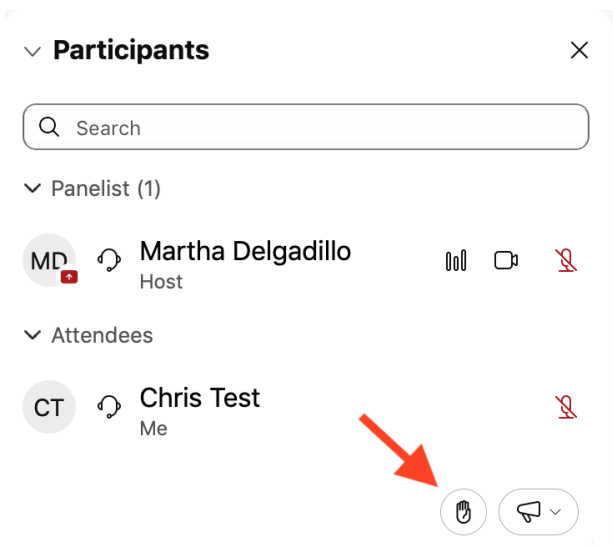 Participants
Search
Panelist (1)
MD
Martha Delgadillo
Host
Attendees
CT
Chris Test
Me